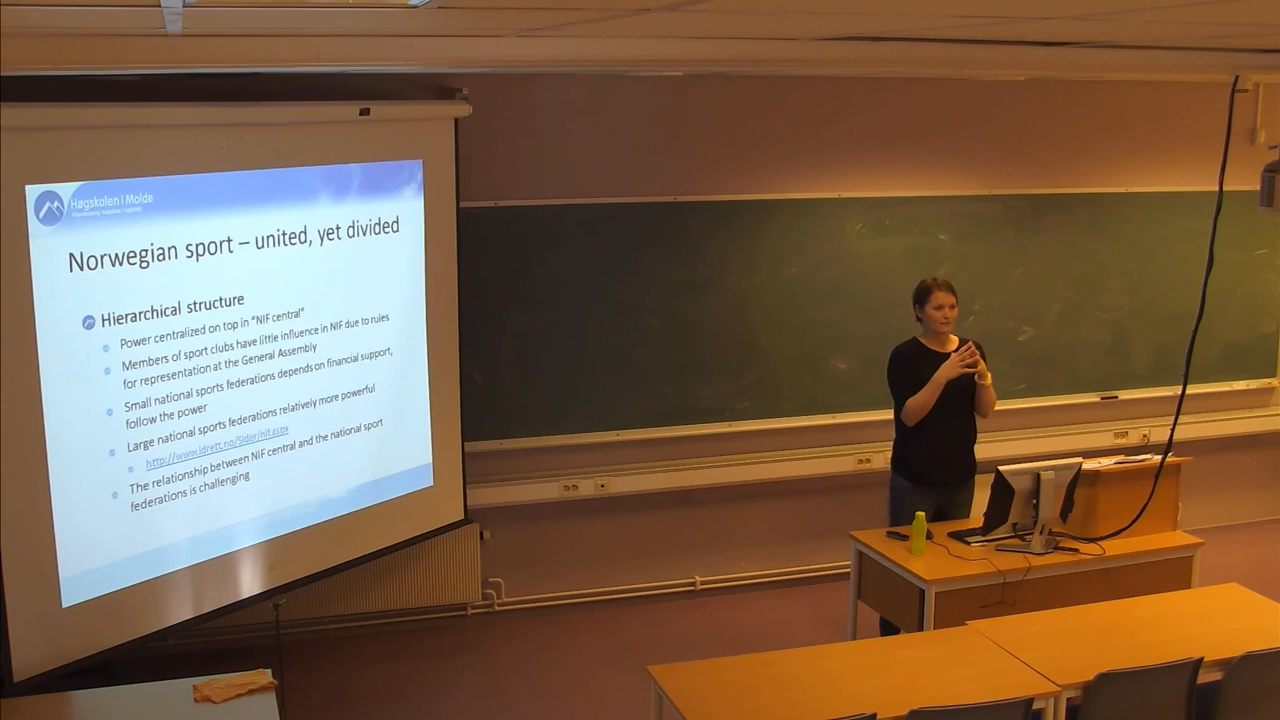 Høgskolen i Molde
Norwegian sport – united, yet divided
Hierarchical structure
Power centralized on top in "NIF central"
Members of sport clubs have little influence in NIF due to rules
for representation at the General Assembly
Small national sports federations depends on financial support,
follow the power
Large national sports federations relatively more powerful
http://www.idrett.no/Sider/nif.aspx
The relationship between NIF central and the national sport
federations is challenging